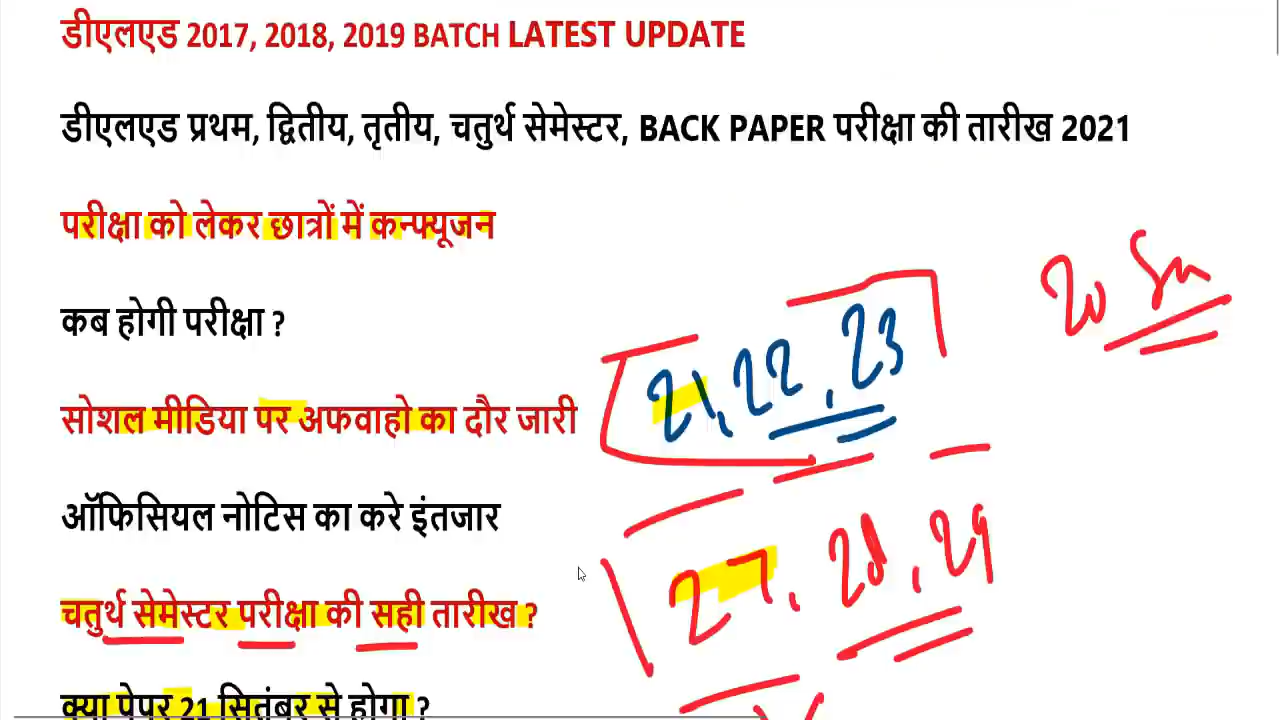 डीएलएड 2017, 2018, 2019 BATCH LATEST UPDATE
डीएलएड प्रथम, द्वितीय, तृतीय, चतुर्थ सेमेस्टर, BACK PAPER परीक्षा की तारीख 2021
परीक्षा को लेकर छात्रों में कन्फ्यूजन
20
कब होगी परीक्षा ?
21, 22, 23
सोशल मीडिया पर अफवाहो का दौर जारी
ऑफिसियल नोटिस का करे इंतजार
27, 28, 29
चतुर्थ सेमेस्टर परीक्षा की सही तारीख ?
क्या पेपर 21 सितंबर से होगा ?